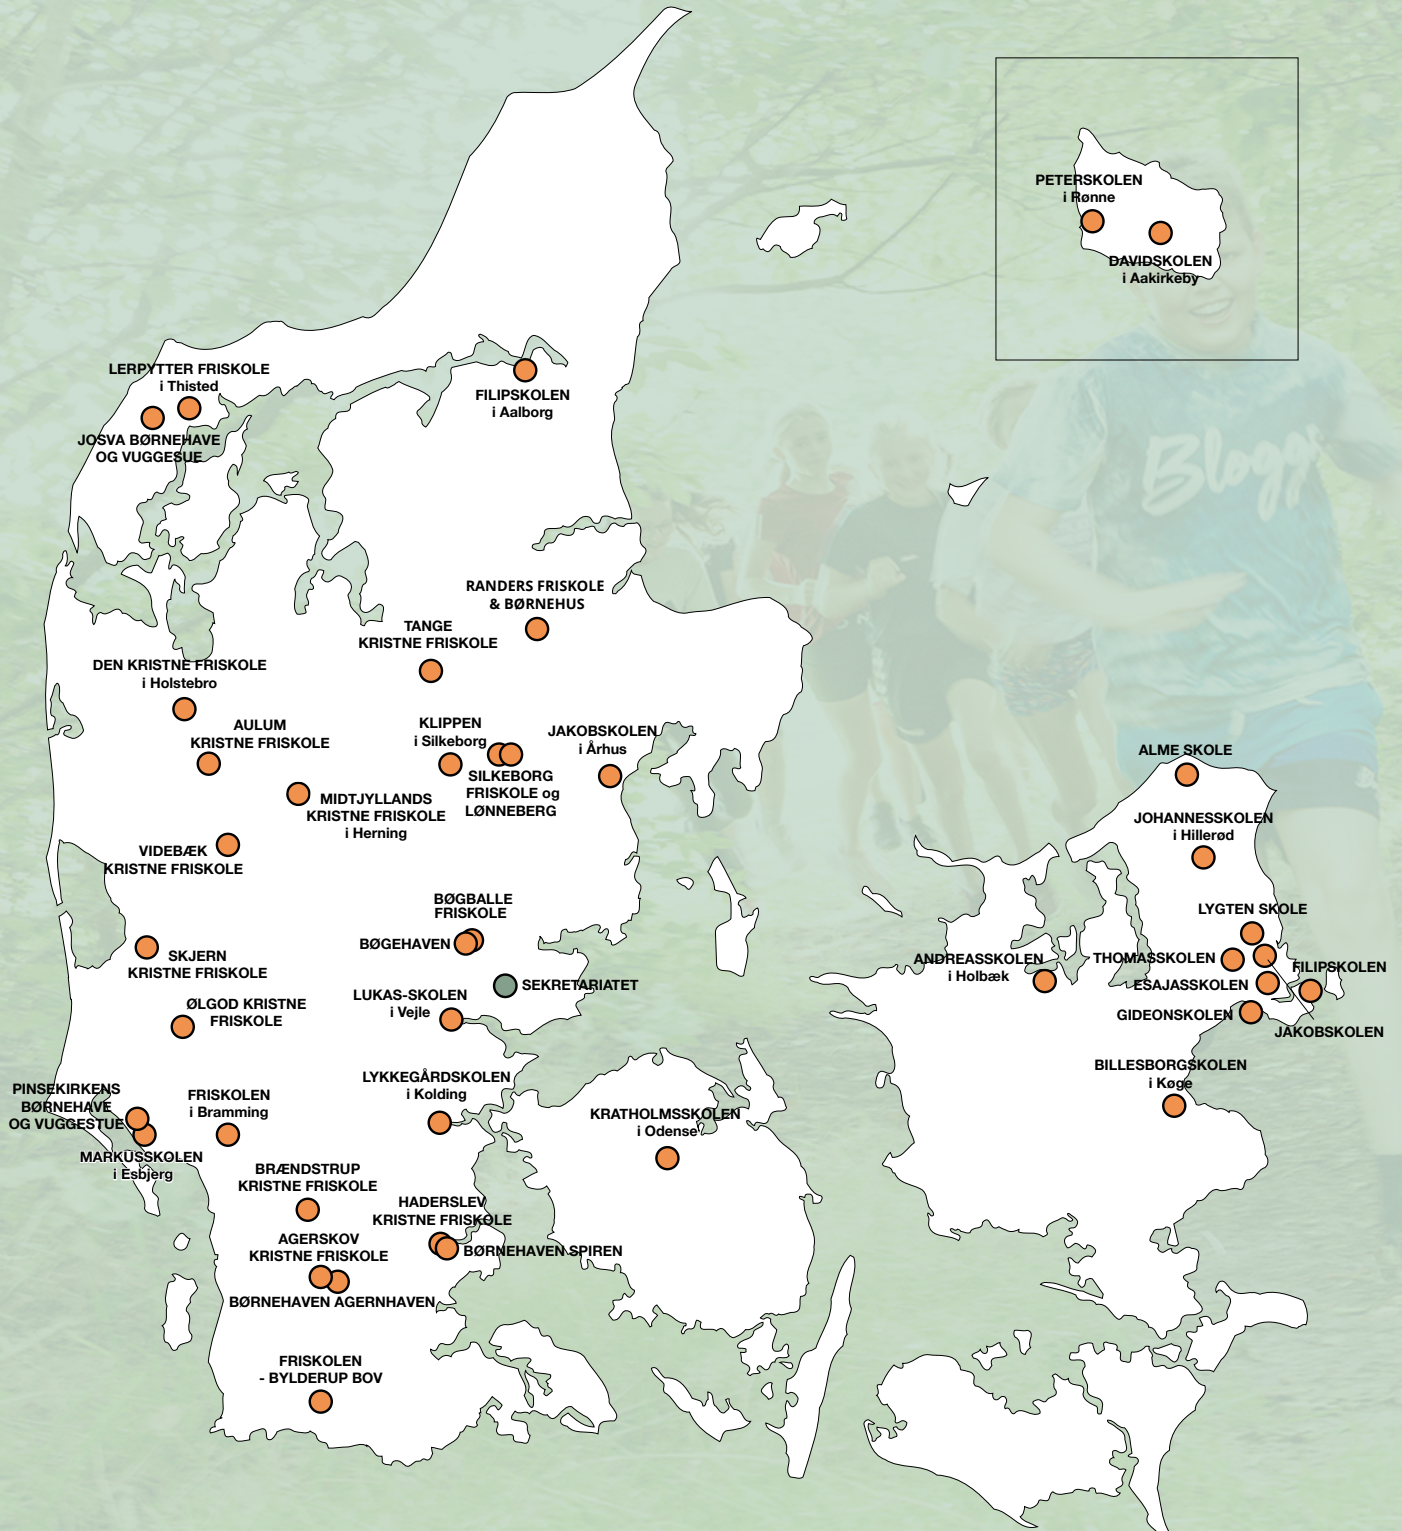 PETERSKOLEN
i Rønne
DAVIDSKOLEN
i Aakirkeby
Blogg
LERPYTTER FRISKOLE
i Thisted
JOSVA BØRNEHAVE
OG VUGGESUE
FILIPSKOLEN
i Aalborg
RANDERS FRISKOLE
& BØRNEHUS
TANGE
KRISTNE FRISKOLE
DEN KRISTNE FRISKOLE
i Holstebro
AULUM
KRISTNE FRISKOLE
KLIPPEN
i Silkeborg
JAKOBSKOLEN
i Århus
SILKEBORG
FRISKOLE og
LØNNEBERG
MIDTJYLLANDS
KRISTNE FRISKOLE
i Herning
VIDEBÆK
KRISTNE FRISKOLE
ALME SKOLE
JOHANNESSKOLEN
i Hillerød
BØGBALLE
FRISKOLE
BØGEHAVEN
SKJERN
KRISTNE FRISKOLE
SEKRETARIATET
LUKAS-SKOLEN
i Vejle
ØLGOD KRISTNE
FRISKOLE
LYGTEN SKOLE
ANDREASSKOLEN
i Holbæk
THOMASSKOLEN
FILIPSKOLEN
ESAJASSKOLEN
GIDEONSKOLEN
JAKOBSKOLEN
BILLESBORGSKOLEN
i Køge
PINSEKIRKENS
BØRNEHAVE
OG VUGGESTUE
FRISKOLEN
i Bramming
LYKKEGÅRDSKOLEN
i Kolding
KRATHOLMSSKOLEN
i Odense
MARKUSSKOLEN
i Esbjerg
BRÆNDSTRUP
KRISTNE FRISKOLE
HADERSLEV
KRISTNE FRISKOLE
AGERSKOV
KRISTNE FRISKOLE
BØRNEHAVEN SPIREN
BØRNEHAVEN AGERNHAVEN
FRISKOLEN
- BYLDERUP BOV